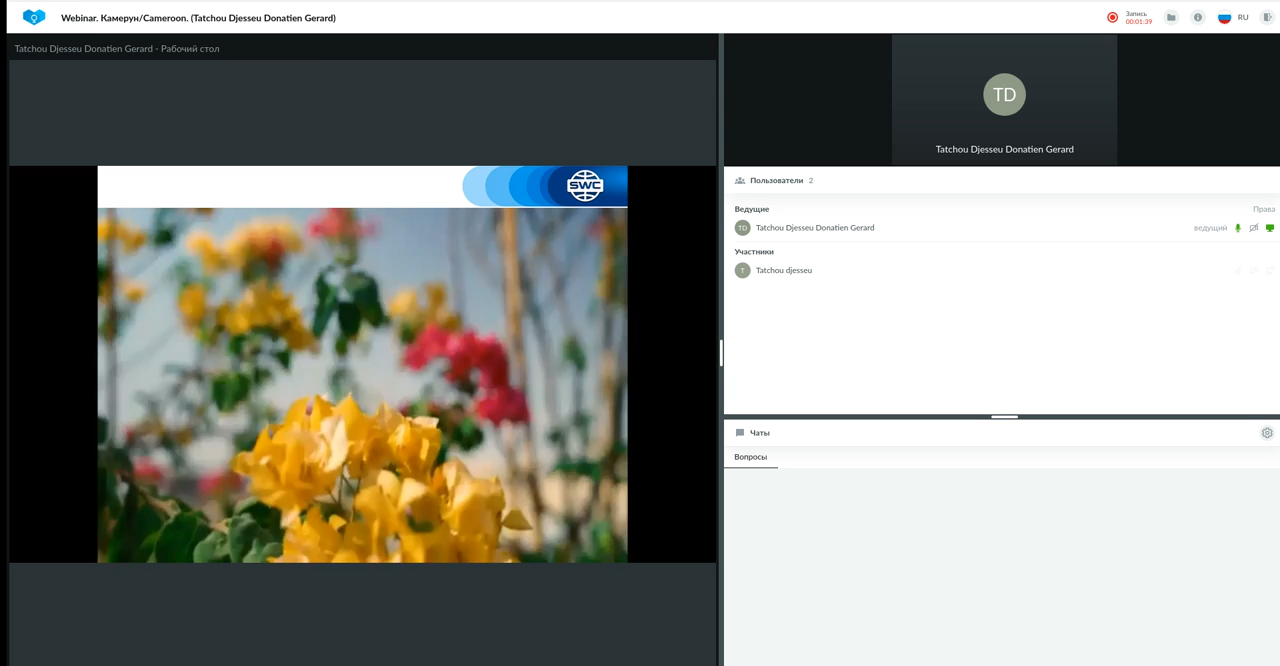 Webinar. Камерун/Cameroon. (Tatchou Djesseu Donatien Gerard)
Запись
00:01:39
RU
Tatchou Djesseu Donatien Gerard - Рабочий стол
SWC
TD
Tatchou Djesseu Donatien Gerard
Пользователи 2
Ведущие Права
TD Tatchou Djesseu Donatien Gerard ведущий
Участники
T Tatchou djesseu
Чаты
Вопросы